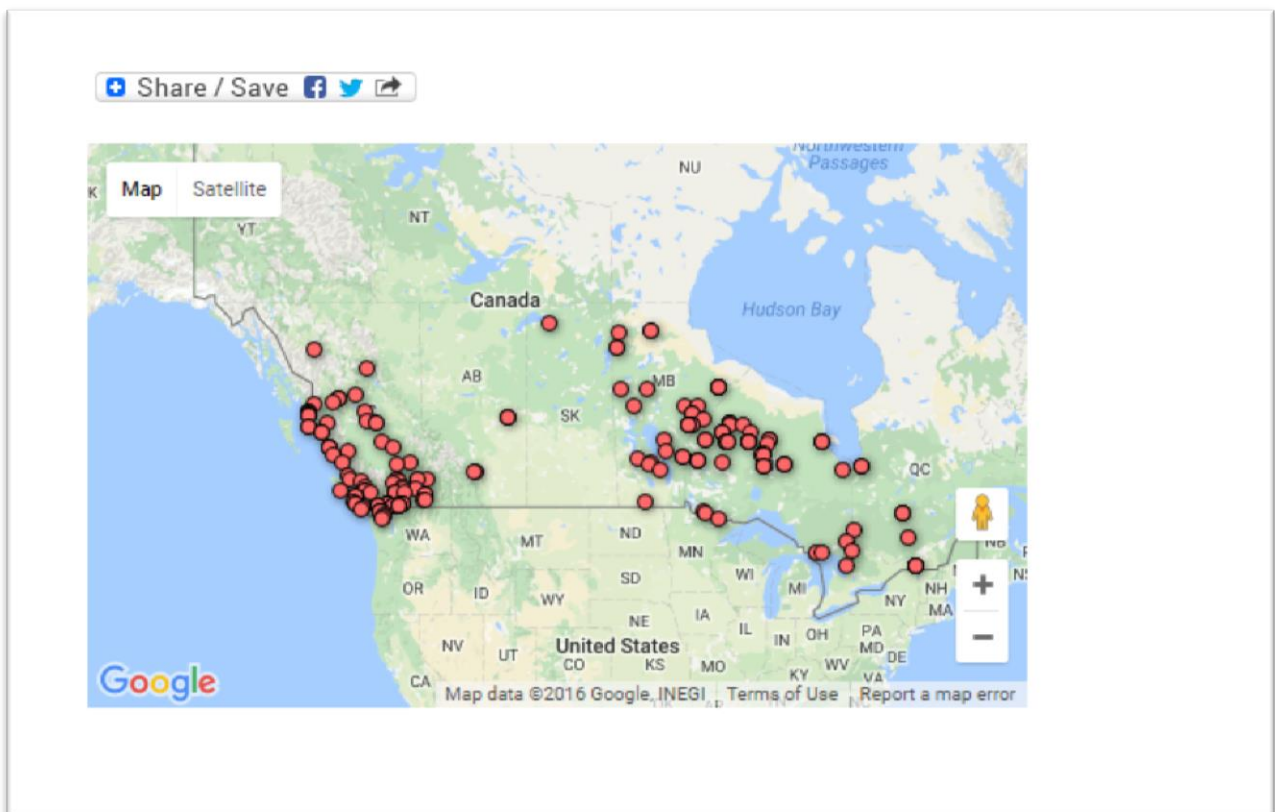 Share / Save
Map Satellite
Northwestern
Passages
NU
K
NT
YT
Canada
Hudson Bay
AB
MB
SK
QC
WA
ND
MT
MN
NB
OR
ID
SD
WI
MI
NH
WY
NY
MA
NE
IA
IL
IN
OH
PA
NV
UT
United States
MD
DE
CO
KS
MO
WV
KY
VA
CA
Google
Map data ©2016 Google, INEGI
Terms of Use
Report a map error
NC